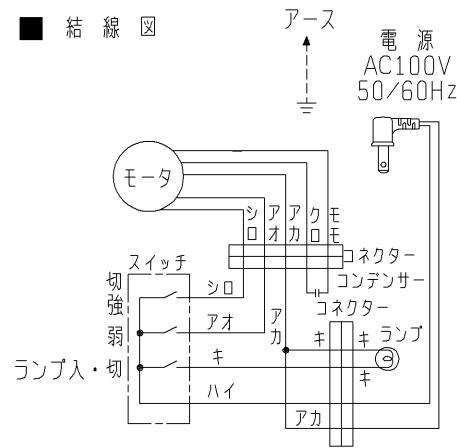 ■ 結線図
アース
電源
AC100V
50/60Hz
モータ
シロ
アオ
アカ
クロ
モモ
コネクター
スイッチ
コンデンサー
切
強
弱
シロ
アオ
アカ
コネクター
キ
キ
ランプ
ランプ入・切
キ
キ
ハイ
アカ